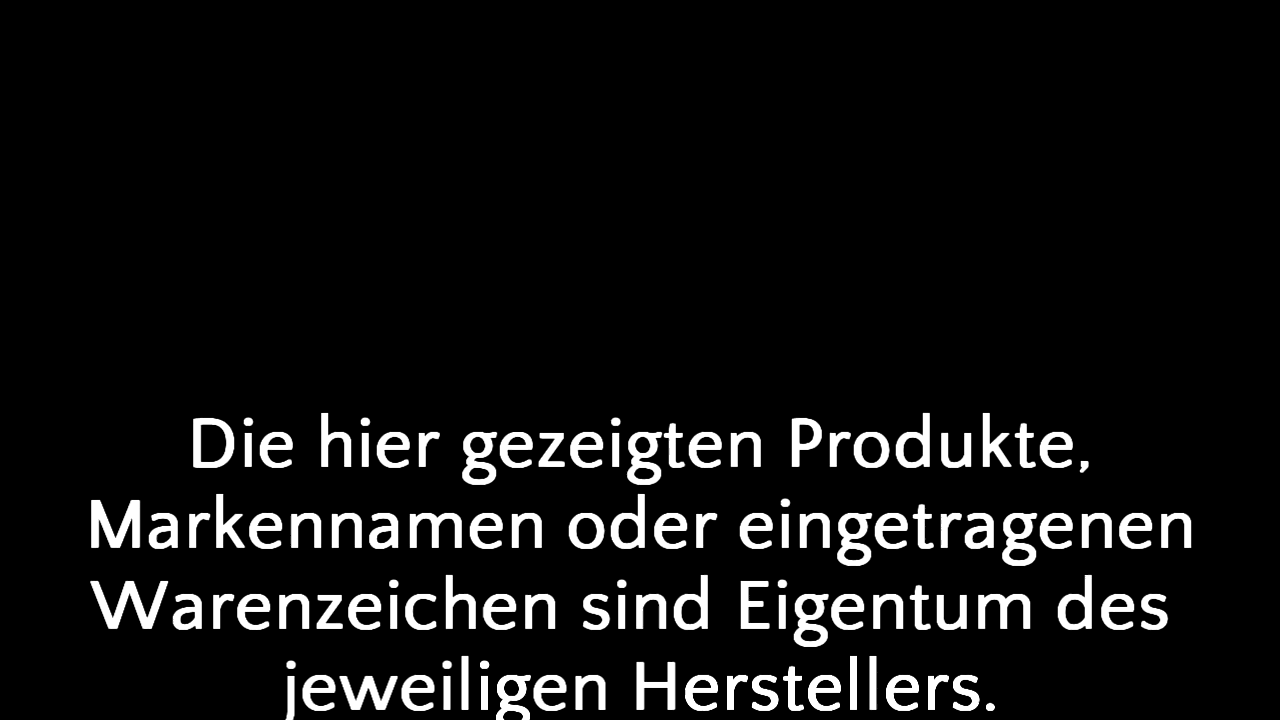 Die hier gezeigten Produkte,
Markennamen oder eingetragenen
Warenzeichen sind Eigentum des
jeweiligen Herstellers.